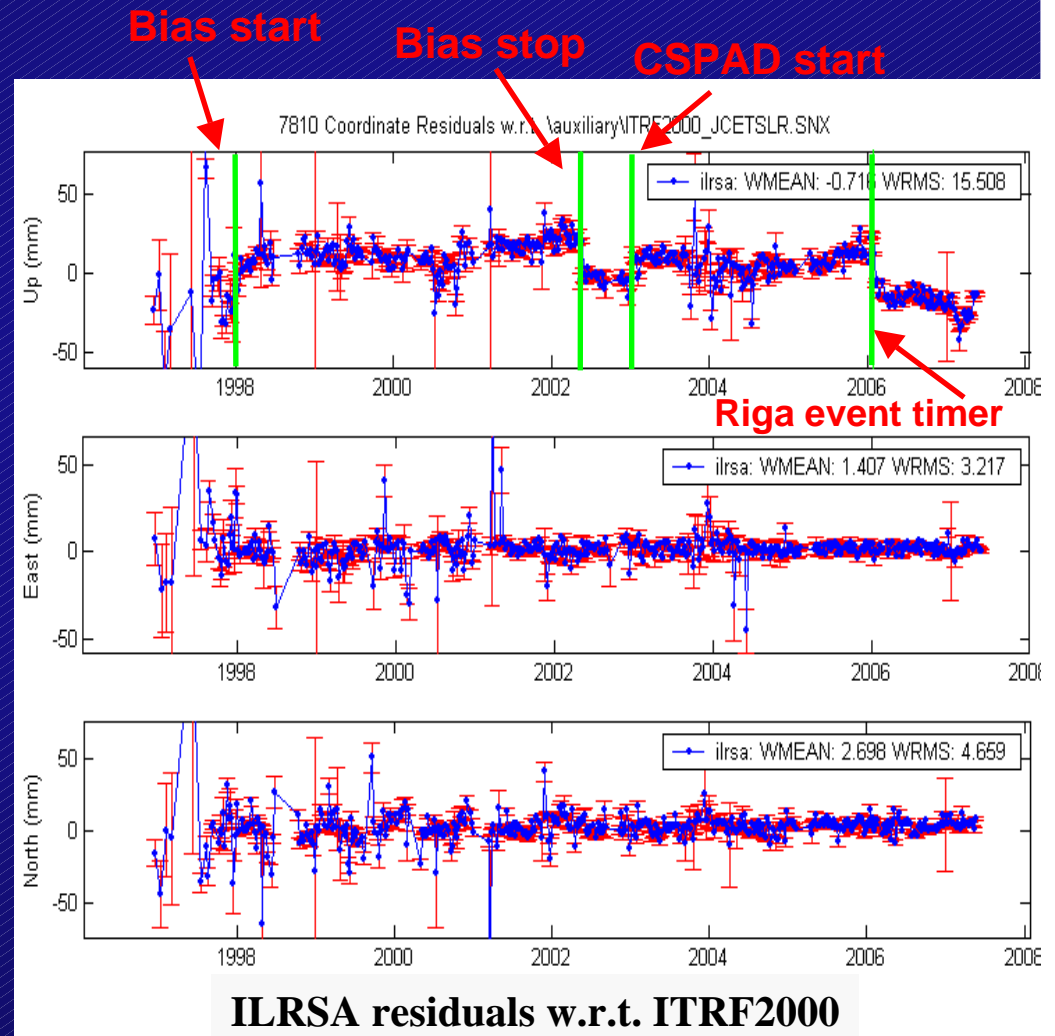 Bias start
Bias stop
CSPAD start
7810 Coordinate Residuals w.r.t. \auxiliary\ITRF2000_JCETSLR.SNX
ilrsa: WMEAN: -0.716 WRMS: 15.508
Up (mm)
50
0
-50
1998 2000 2002 2004 2006 2008
Riga event timer
ilrsa: WMEAN: 1.407 WRMS: 3.217
East (mm)
50
0
-50
1998 2000 2002 2004 2006 2008
ilrsa: WMEAN: 2.698 WRMS: 4.659
North (mm)
50
0
-50
1998 2000 2002 2004 2006 2008
ILRSA residuals w.r.t. ITRF2000